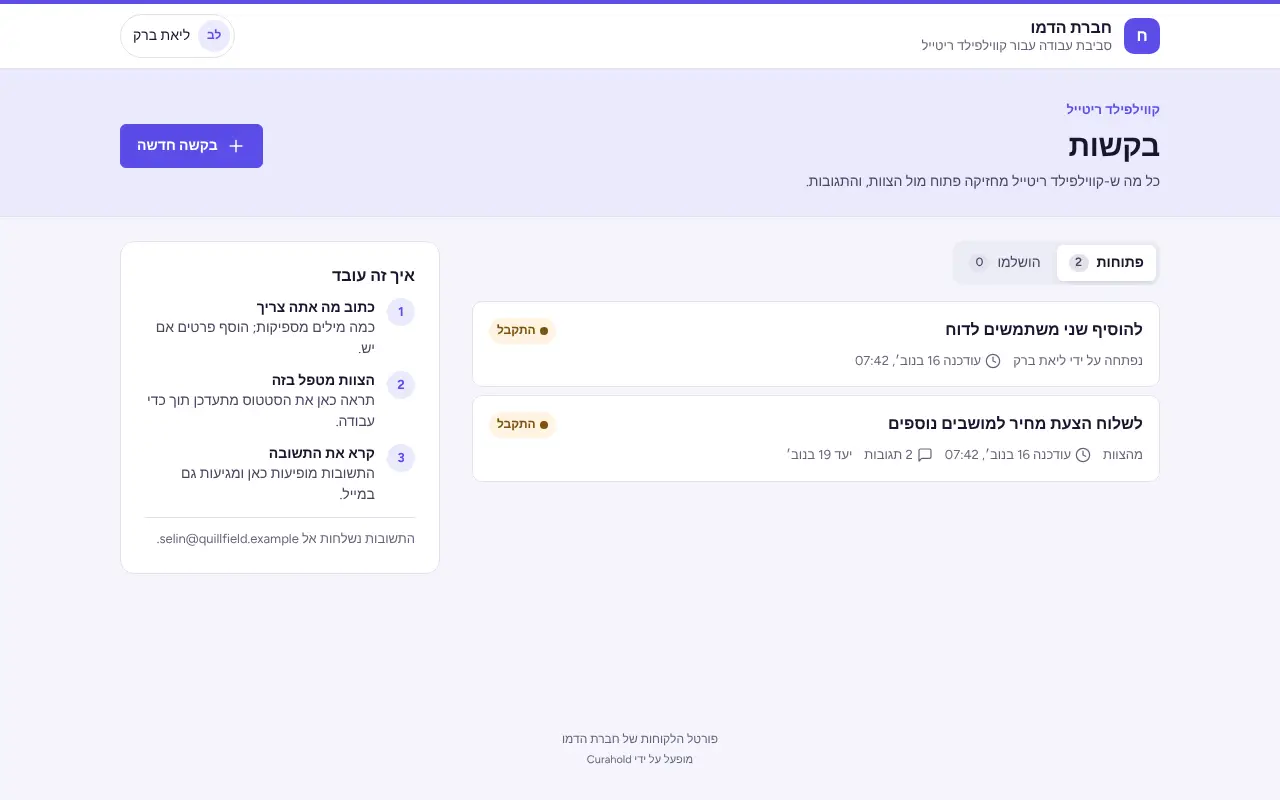 ח
חברת הדמו
סביבת עבודה עבור קווילפילד ריטייל
לב
ליאת ברק
קווילפילד ריטייל
בקשות
כל מה ש-קווילפילד ריטייל מחזיקה פתוח מול הצוות, והתגובות.
בקשה חדשה
פתוחות 2
הושלמו 0
להוסיף שני משתמשים לדוח
התקבל
נפתחה על ידי ליאת ברק עודכנה 16 בנוב׳, 07:42
לשלוח הצעת מחיר למושבים נוספים
התקבל
מהצוות עודכנה 16 בנוב׳, 07:42 2 תגובות יעד 19 בנוב׳
איך זה עובד
1
כתוב מה אתה צריך
כמה מילים מספיקות; הוסף פרטים אם
יש.
2
הצוות מטפל בזה
תראה כאן את הסטטוס מתעדכן תוך כדי
עבודה.
3
קרא את התשובה
התשובות מופיעות כאן ומגיעות גם
במייל.
התשובות נשלחות אל selin@quillfield.example.
פורטל הלקוחות של חברת הדמו
מופעל על ידי Curahold